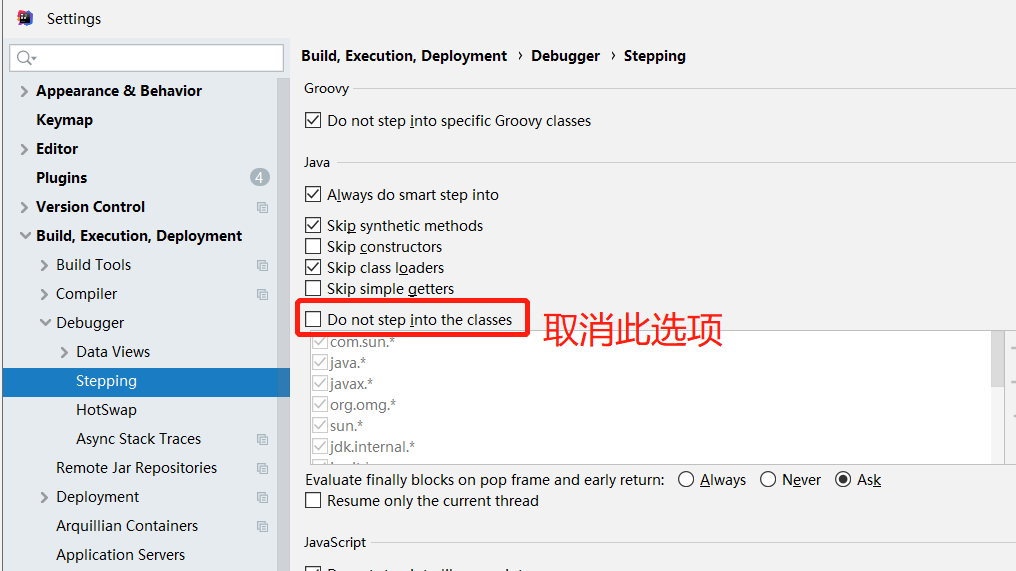 Settings
Build, Execution, Deployment › Debugger › Stepping
Appearance & Behavior
Keymap
Editor
Plugins 4
Version Control
Build, Execution, Deployment
Build Tools
Compiler
Debugger
Data Views
Stepping
HotSwap
Async Stack Traces
Remote Jar Repositories
Deployment
Arquillian Containers
Application Servers
Groovy
Do not step into specific Groovy classes
Java
Always do smart step into
Skip synthetic methods
Skip constructors
Skip class loaders
Skip simple getters
Do not step into the classes
取消此选项
com.sun.*
java.*
javax.*
org.omg.*
sun.*
jdk.internal.*
Evaluate finally blocks on pop frame and early return: Always Never Ask
Resume only the current thread
JavaScript